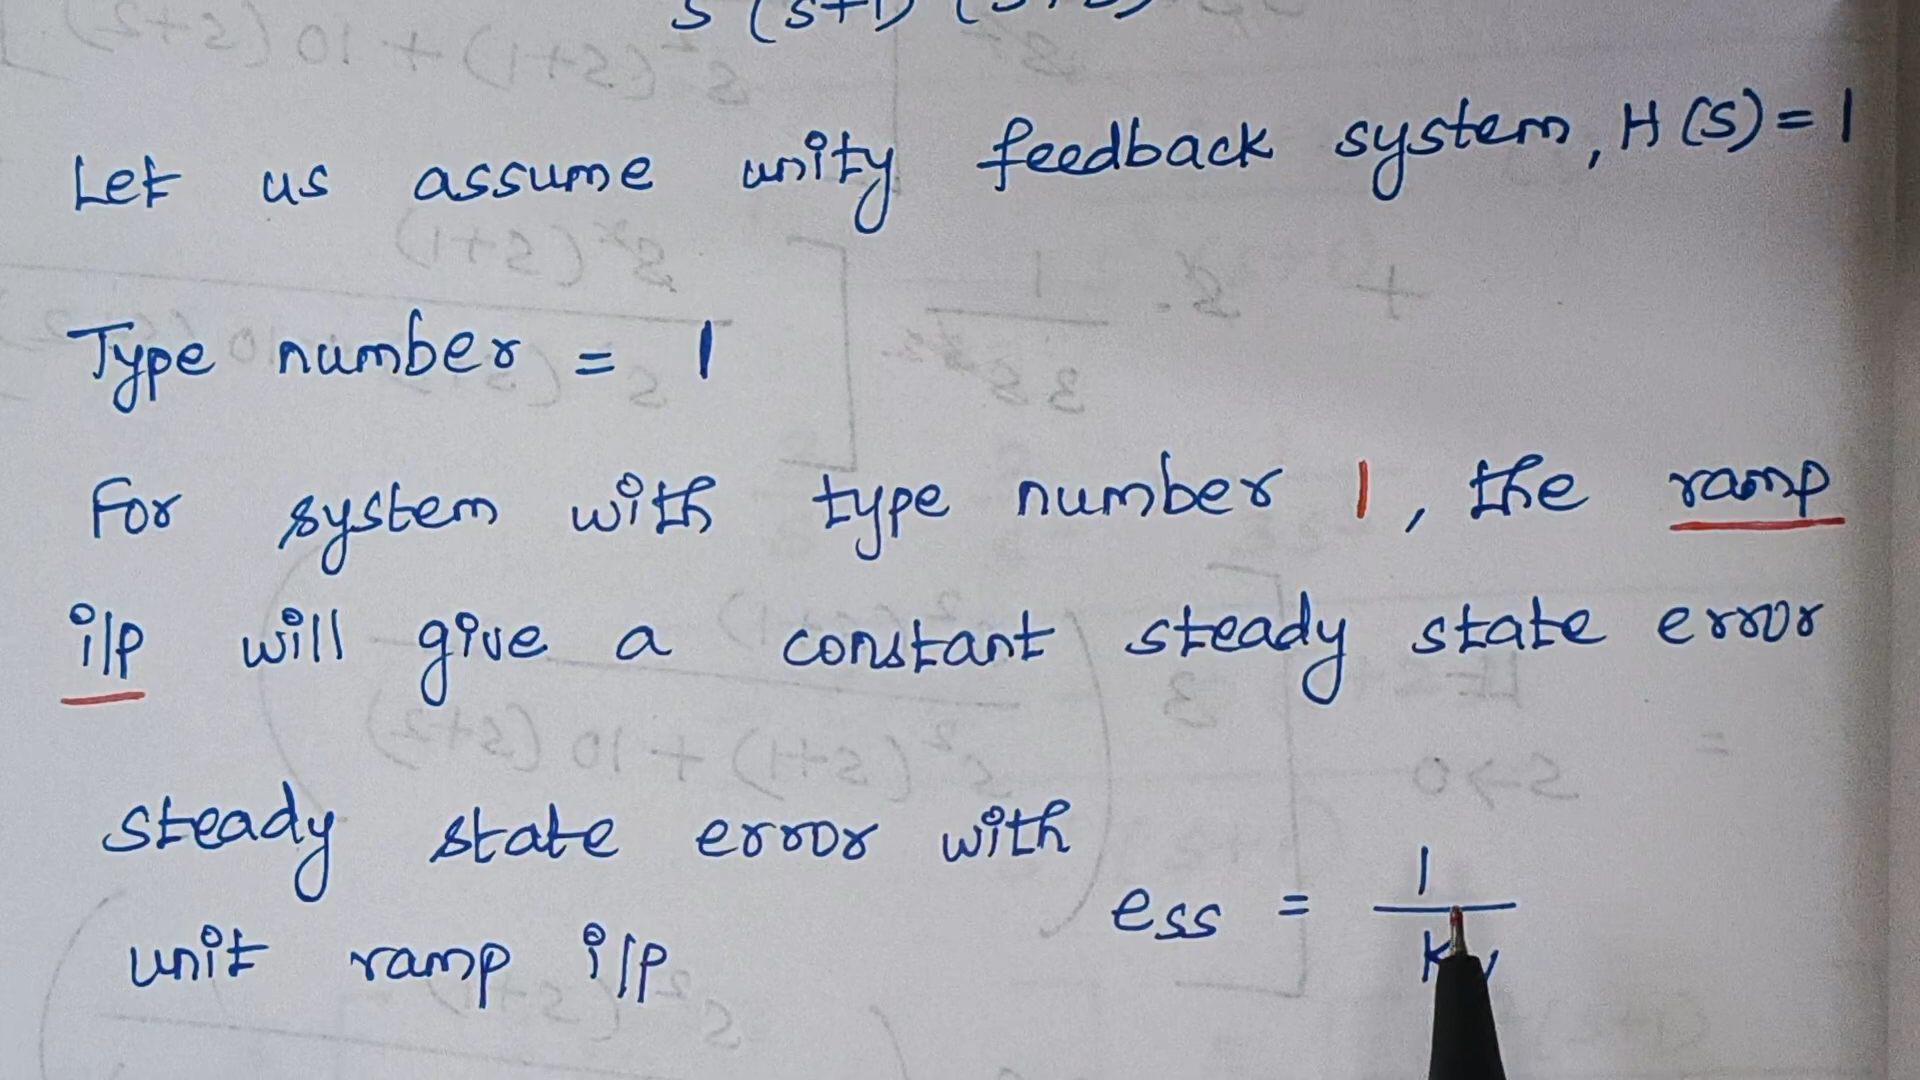 Let us assume unity feedback system, H(S) = 1
Type number = 1
For system with type number 1, the ramp
i/p will give a constant steady state error
steady state error with
unit ramp i/p
ess = 1 / Kv